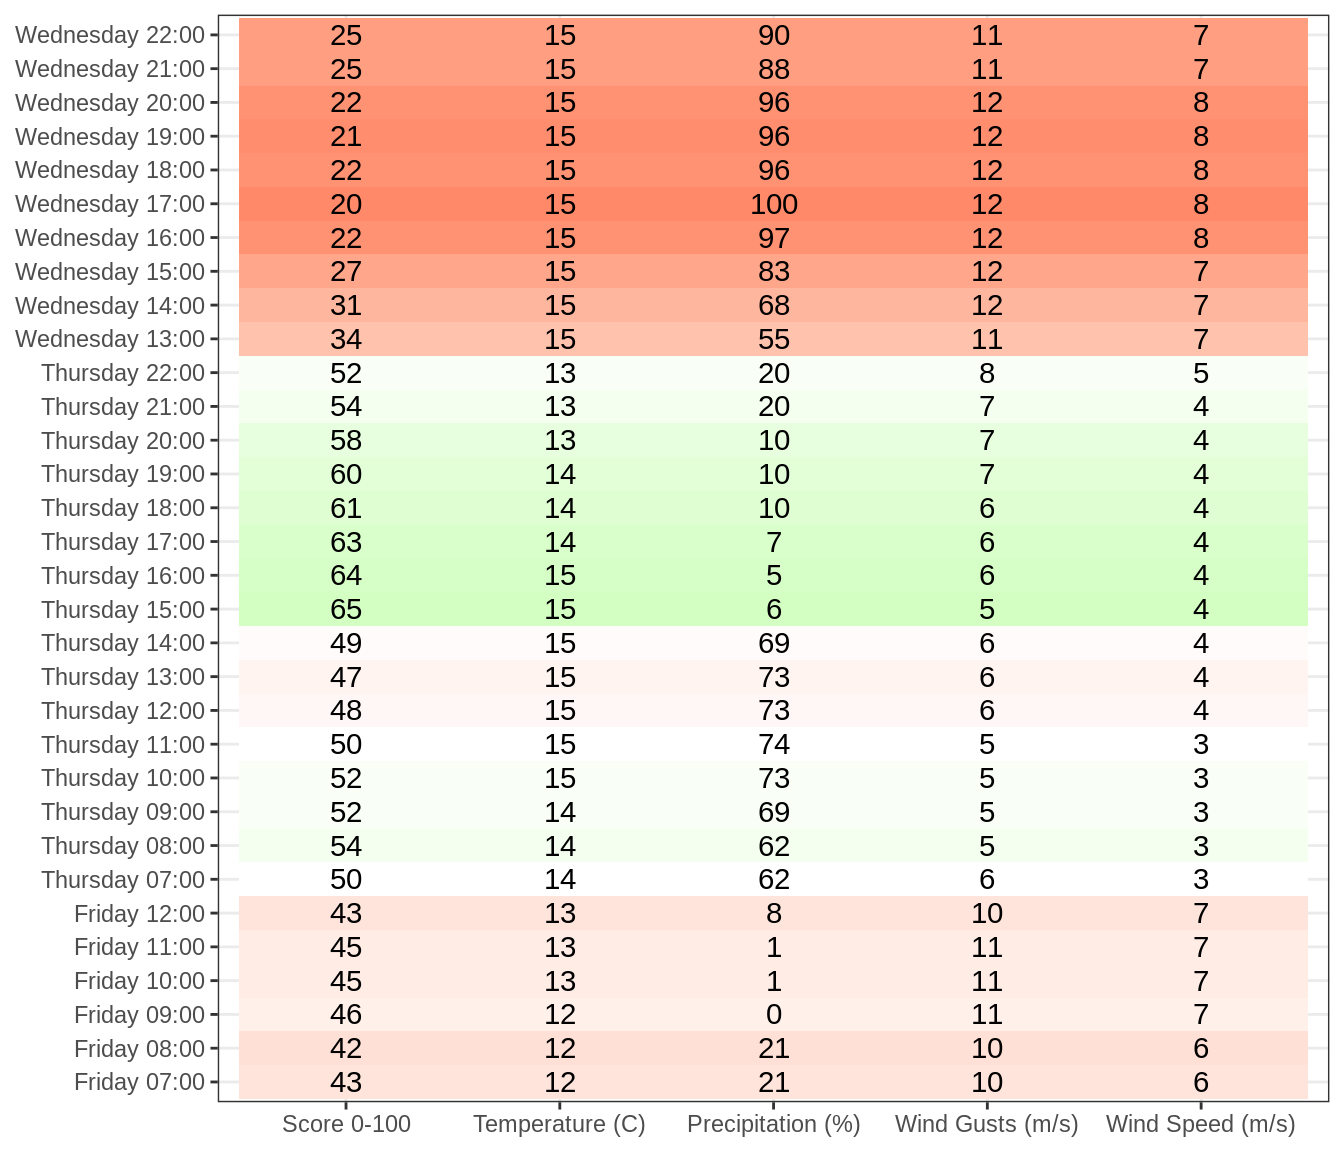 Wednesday 22:00 25 15 90 11 7
Wednesday 21:00 25 15 88 11 7
Wednesday 20:00 22 15 96 12 8
Wednesday 19:00 21 15 96 12 8
Wednesday 18:00 22 15 96 12 8
Wednesday 17:00 20 15 100 12 8
Wednesday 16:00 22 15 97 12 8
Wednesday 15:00 27 15 83 12 7
Wednesday 14:00 31 15 68 12 7
Wednesday 13:00 34 15 55 11 7
Thursday 22:00 52 13 20 8 5
Thursday 21:00 54 13 20 7 4
Thursday 20:00 58 13 10 7 4
Thursday 19:00 60 14 10 7 4
Thursday 18:00 61 14 10 6 4
Thursday 17:00 63 14 7 6 4
Thursday 16:00 64 15 5 6 4
Thursday 15:00 65 15 6 5 4
Thursday 14:00 49 15 69 6 4
Thursday 13:00 47 15 73 6 4
Thursday 12:00 48 15 73 6 4
Thursday 11:00 50 15 74 5 3
Thursday 10:00 52 15 73 5 3
Thursday 09:00 52 14 69 5 3
Thursday 08:00 54 14 62 5 3
Thursday 07:00 50 14 62 6 3
Friday 12:00 43 13 8 10 7
Friday 11:00 45 13 1 11 7
Friday 10:00 45 13 1 11 7
Friday 09:00 46 12 0 11 7
Friday 08:00 42 12 21 10 6
Friday 07:00 43 12 21 10 6
Score 0-100 Temperature (C) Precipitation (%) Wind Gusts (m/s) Wind Speed (m/s)